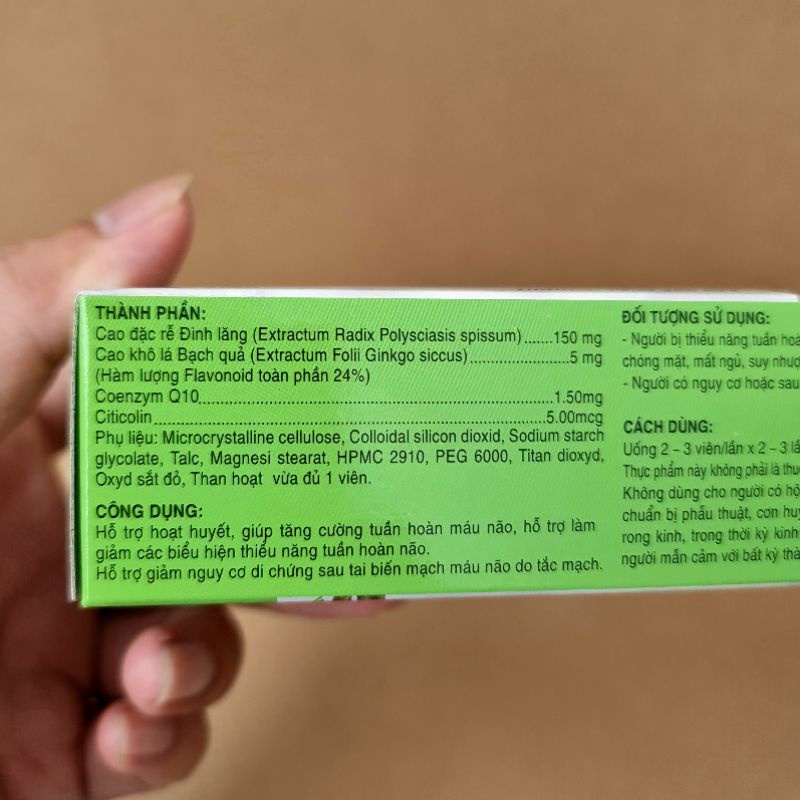 THÀNH PHẦN:
Cao đặc rễ Đinh lăng (Extractum Radix Polysciasis spissum).......150 mg
Cao khô lá Bạch quả (Extractum Folii Ginkgo siccus)........................5 mg
(Hàm lượng Flavonoid toàn phần 24%)
Coenzym Q10..............................................................................1.50mg
Citicolin.....................................................................................5.00mcg
Phụ liệu: Microcrystalline cellulose, Colloidal silicon dioxid, Sodium starch
glycolate, Talc, Magnesi stearat, HPMC 2910, PEG 6000, Titan dioxyd,
Oxyd sắt đỏ, Than hoạt vừa đủ 1 viên.
CÔNG DỤNG:
Hỗ trợ hoạt huyết, giúp tăng cường tuần hoàn máu não, hỗ trợ làm
giảm các biểu hiện thiểu năng tuần hoàn não.
Hỗ trợ giảm nguy cơ di chứng sau tai biến mạch máu não do tắc mạch.
ĐỐI TƯỢNG SỬ DỤNG:
- Người bị thiểu năng tuần
chóng mặt, mất ngủ, suy
- Người có nguy cơ hoặc sau
CÁCH DÙNG:
Uống 2 – 3 viên/lần x 2 – 3
Thực phẩm này không phải là
Không dùng cho người có
chuẩn bị phẫu thuật, cơn
rong kinh, trong thời kỳ kinh
người mẫn cảm với bất kỳ